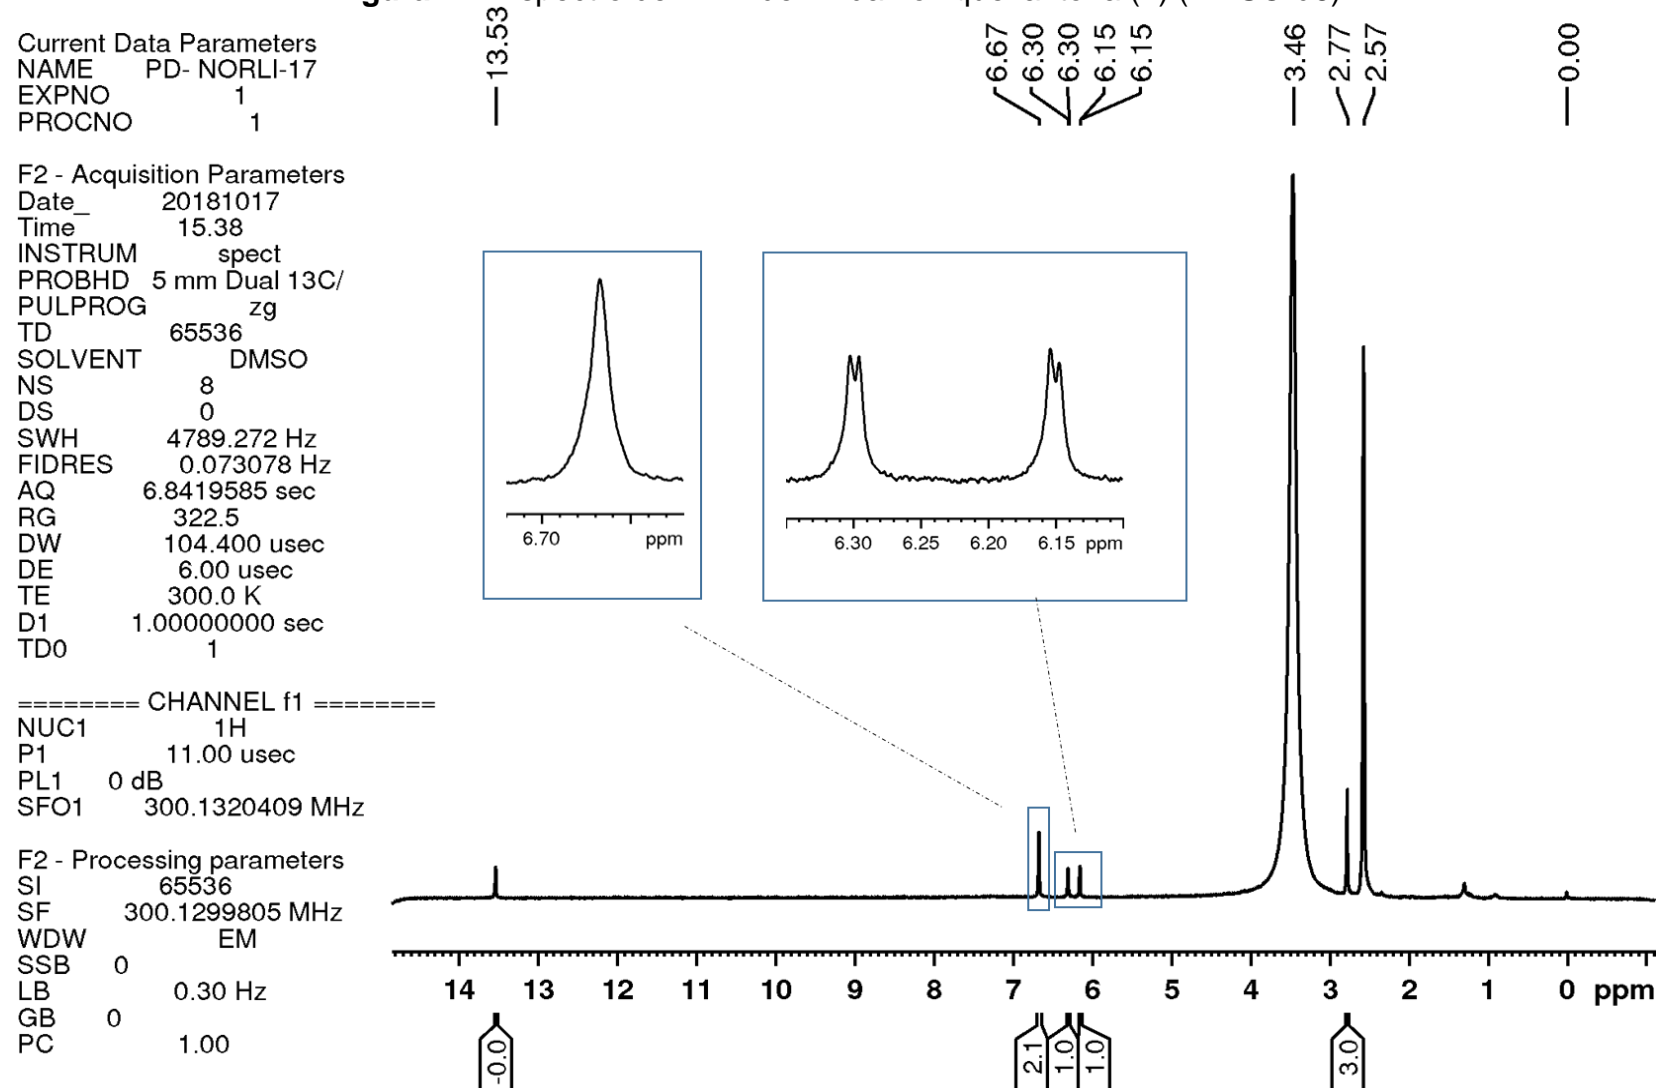 Current Data Parameters
NAME PD- NORLI-17
EXPNO 1
PROCNO 1
F2 - Acquisition Parameters
Date_ 20181017
Time 15.38
INSTRUM spect
PROBHD 5 mm Dual 13C/
PULPROG zg
TD 65536
SOLVENT DMSO
NS 8
DS 0
SWH 4789.272 Hz
FIDRES 0.073078 Hz
AQ 6.8419585 sec
RG 322.5
DW 104.400 usec
DE 6.00 usec
TE 300.0 K
D1 1.00000000 sec
TD0 1
======== CHANNEL f1 ========
NUC1 1H
P1 11.00 usec
PL1 0 dB
SFO1 300.1320409 MHz
F2 - Processing parameters
SI 65536
SF 300.1299805 MHz
WDW EM
SSB 0
LB 0.30 Hz
GB 0
PC 1.00
13.53
6.67
6.30
6.30
6.15
6.15
3.46
2.77
2.57
0.00
6.70 ppm
6.30 6.25 6.20 6.15 ppm
14 13 12 11 10 9 8 7 6 5 4 3 2 1 0 ppm
-0.0
2.1
1.0
1.0
3.0